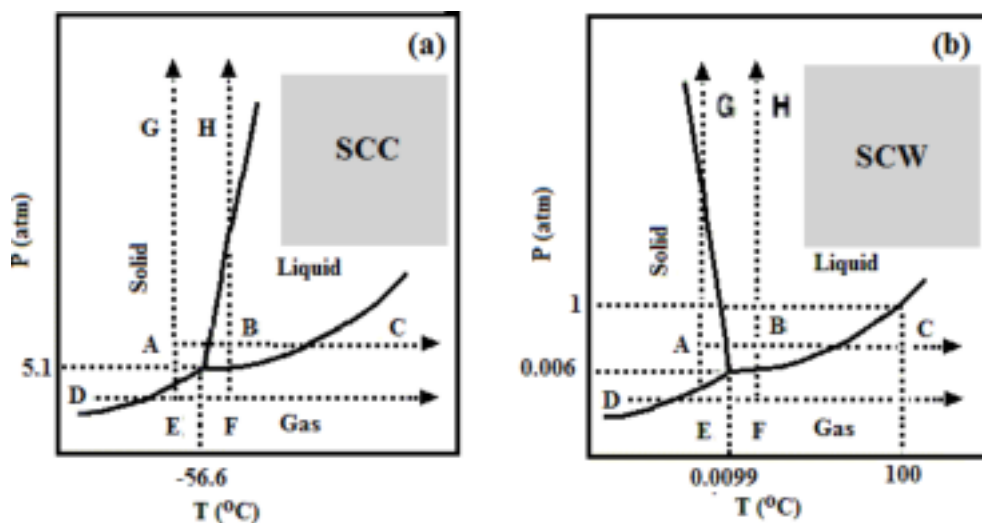 (a)
G
H
SCC
P (atm)
Solid
Liquid
A
B
C
5.1
D
E
F
Gas
-56.6
T (°C)
(b)
G
H
SCW
P (atm)
Solid
Liquid
1
A
B
C
0.006
D
E
F
Gas
0.0099
100
T (°C)